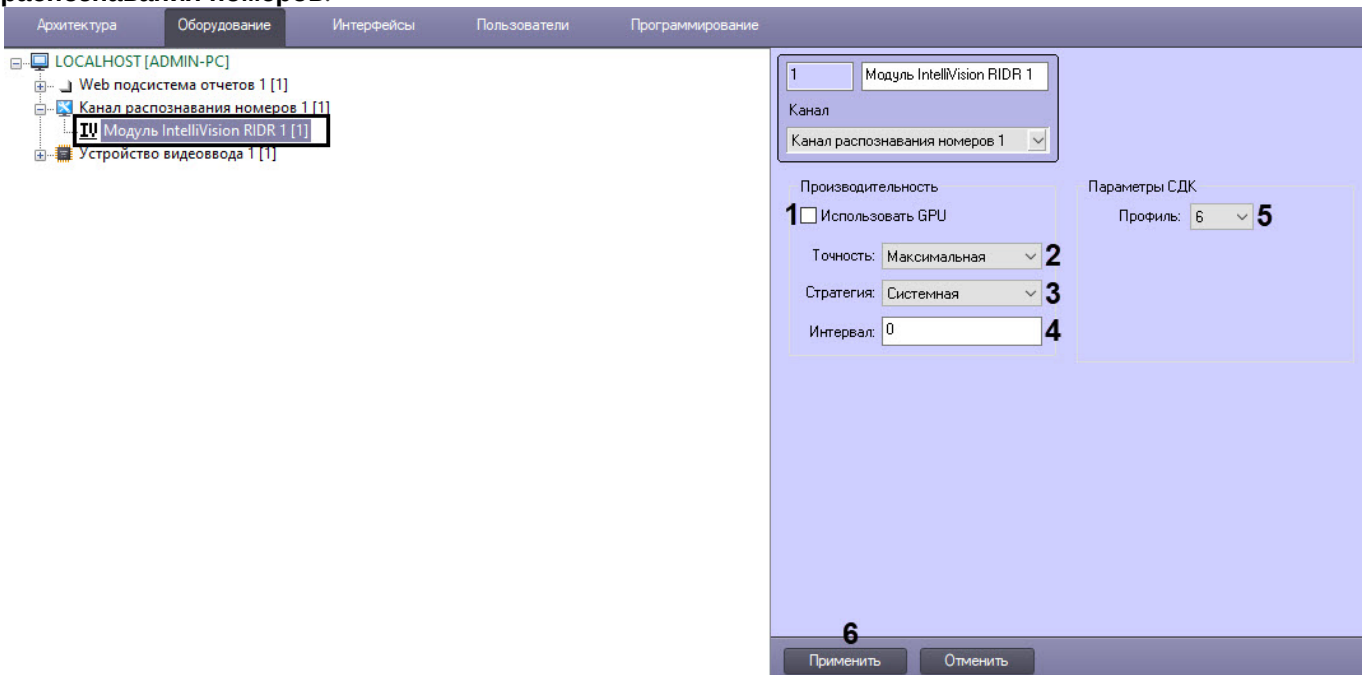 распознавания номеров.
Архитектура Оборудование Интерфейсы Пользователи Программирование
LOCALHOST [ADMIN-PC]
Web подсистема отчетов 1 [1]
Канал распознавания номеров 1 [1]
Модуль IntelliVision RIDR 1 [1]
Устройство видеоввода 1 [1]
1 Модуль IntelliVision RIDR 1
Канал
Канал распознавания номеров 1
Производительность
1 Использовать GPU
Точность: Максимальная 2
Стратегия: Системная 3
Интервал: 0 4
Параметры СДК
Профиль: 6 5
6
Применить Отменить